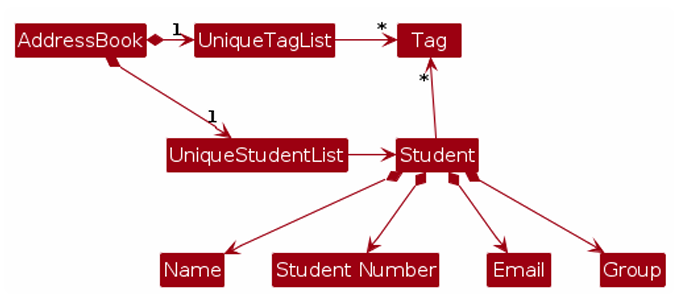 AddressBook 1 UniqueTagList * Tag
*
1
UniqueStudentList Student
Name Student Number Email Group